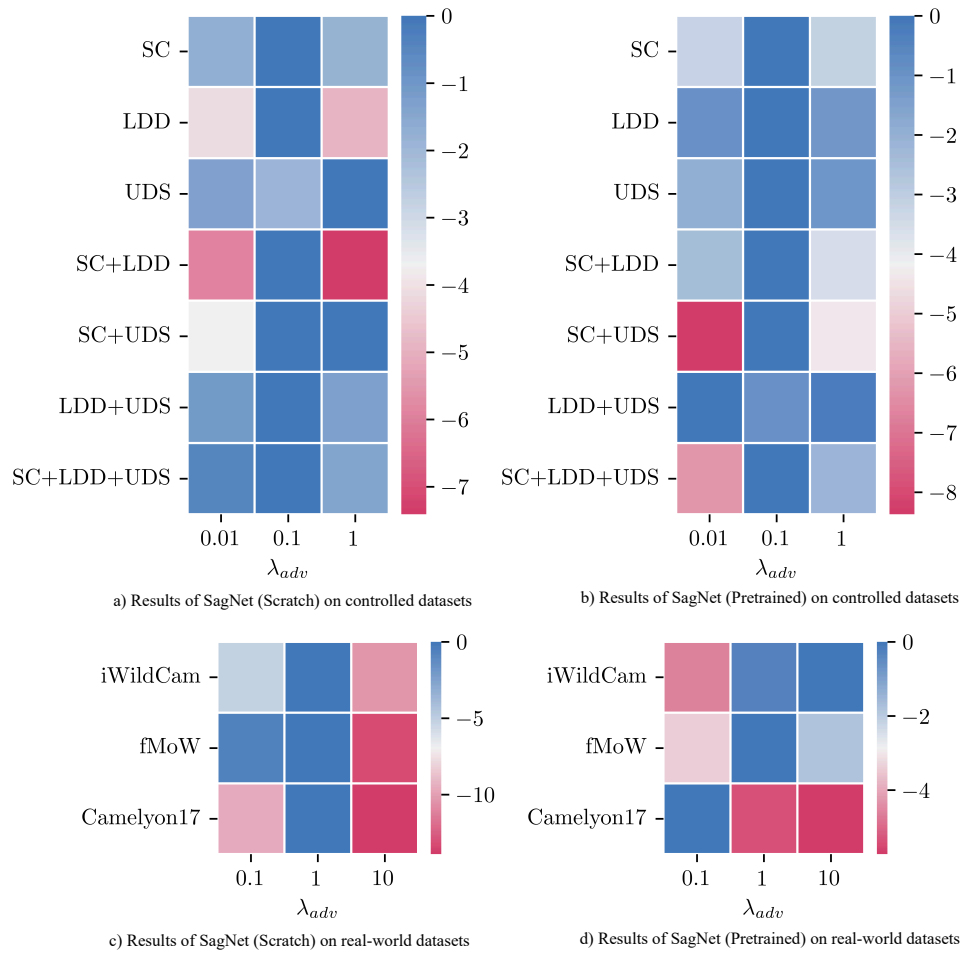 SC
LDD
UDS
SC+LDD
SC+UDS
LDD+UDS
SC+LDD+UDS
0.01 0.1 1
λadv
0
−1
−2
−3
−4
−5
−6
−7
a) Results of SagNet (Scratch) on controlled datasets
SC
LDD
UDS
SC+LDD
SC+UDS
LDD+UDS
SC+LDD+UDS
0.01 0.1 1
λadv
0
−1
−2
−3
−4
−5
−6
−7
−8
b) Results of SagNet (Pretrained) on controlled datasets
iWildCam
fMoW
Camelyon17
0.1 1 10
λadv
0
−5
−10
c) Results of SagNet (Scratch) on real-world datasets
iWildCam
fMoW
Camelyon17
0.1 1 10
λadv
0
−2
−4
d) Results of SagNet (Pretrained) on real-world datasets